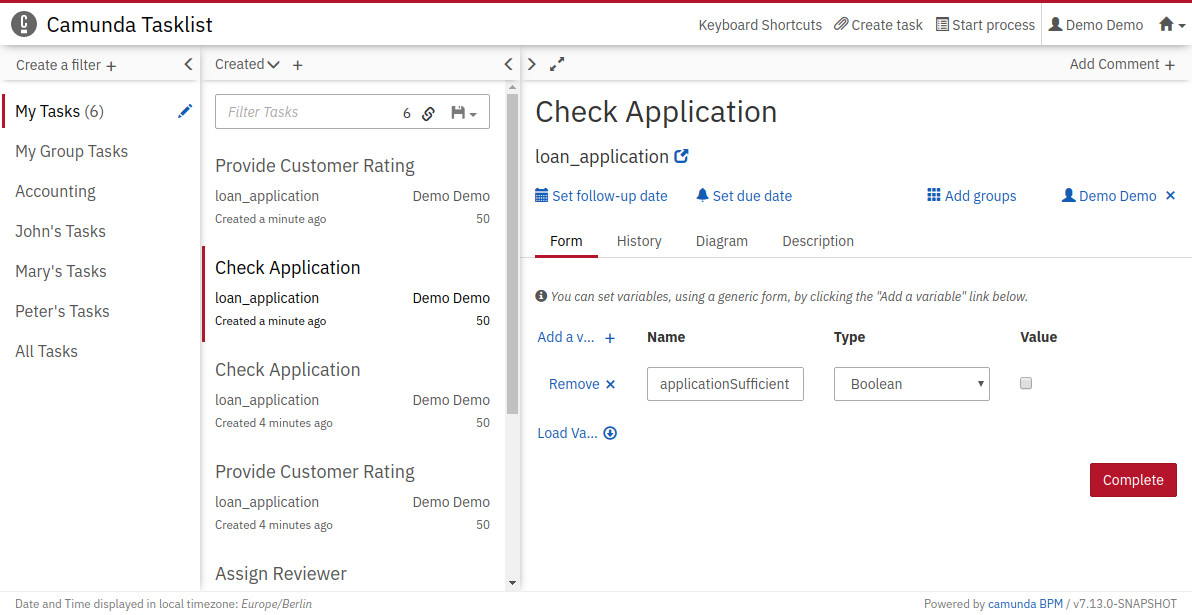 Camunda Tasklist
Keyboard Shortcuts Create task Start process Demo Demo
Create a filter +
My Tasks (6)
My Group Tasks
Accounting
John's Tasks
Mary's Tasks
Peter's Tasks
All Tasks
Created +
Filter Tasks 6
Provide Customer Rating
loan_application Demo Demo
Created a minute ago 50
Check Application
loan_application Demo Demo
Created a minute ago 50
Check Application
loan_application Demo Demo
Created 4 minutes ago 50
Provide Customer Rating
loan_application Demo Demo
Created 4 minutes ago 50
Assign Reviewer
Add Comment +
Check Application
loan_application
Set follow-up date Set due date Add groups Demo Demo ×
Form History Diagram Description
You can set variables, using a generic form, by clicking the "Add a variable" link below.
Add a v... + Name Type Value
Remove × applicationSufficient Boolean
Load Va...
Complete
Date and Time displayed in local timezone: Europe/Berlin
Powered by camunda BPM / v7.13.0-SNAPSHOT